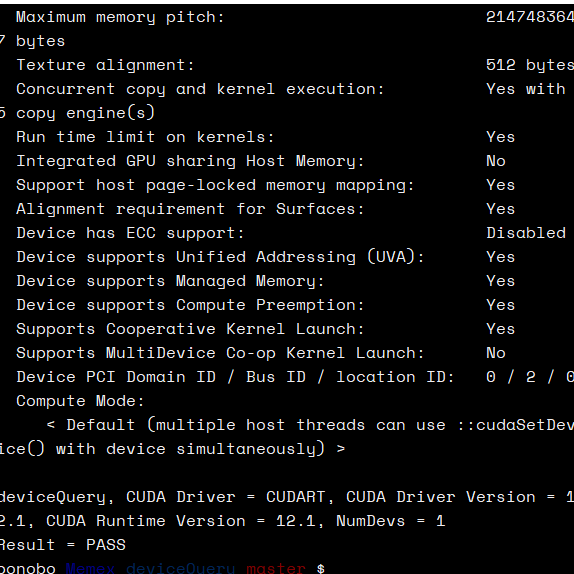 Maximum memory pitch: 214748364
7 bytes
Texture alignment: 512 bytes
Concurrent copy and kernel execution: Yes with
5 copy engine(s)
Run time limit on kernels: Yes
Integrated GPU sharing Host Memory: No
Support host page-locked memory mapping: Yes
Alignment requirement for Surfaces: Yes
Device has ECC support: Disabled
Device supports Unified Addressing (UVA): Yes
Device supports Managed Memory: Yes
Device supports Compute Preemption: Yes
Supports Cooperative Kernel Launch: Yes
Supports MultiDevice Co-op Kernel Launch: No
Device PCI Domain ID / Bus ID / location ID: 0 / 2 / 0
Compute Mode:
< Default (multiple host threads can use ::cudaSetDev
ice() with device simultaneously) >
deviceQuery, CUDA Driver = CUDART, CUDA Driver Version = 1
2.1, CUDA Runtime Version = 12.1, NumDevs = 1
Result = PASS
bonobo Memex deviceQuery master $